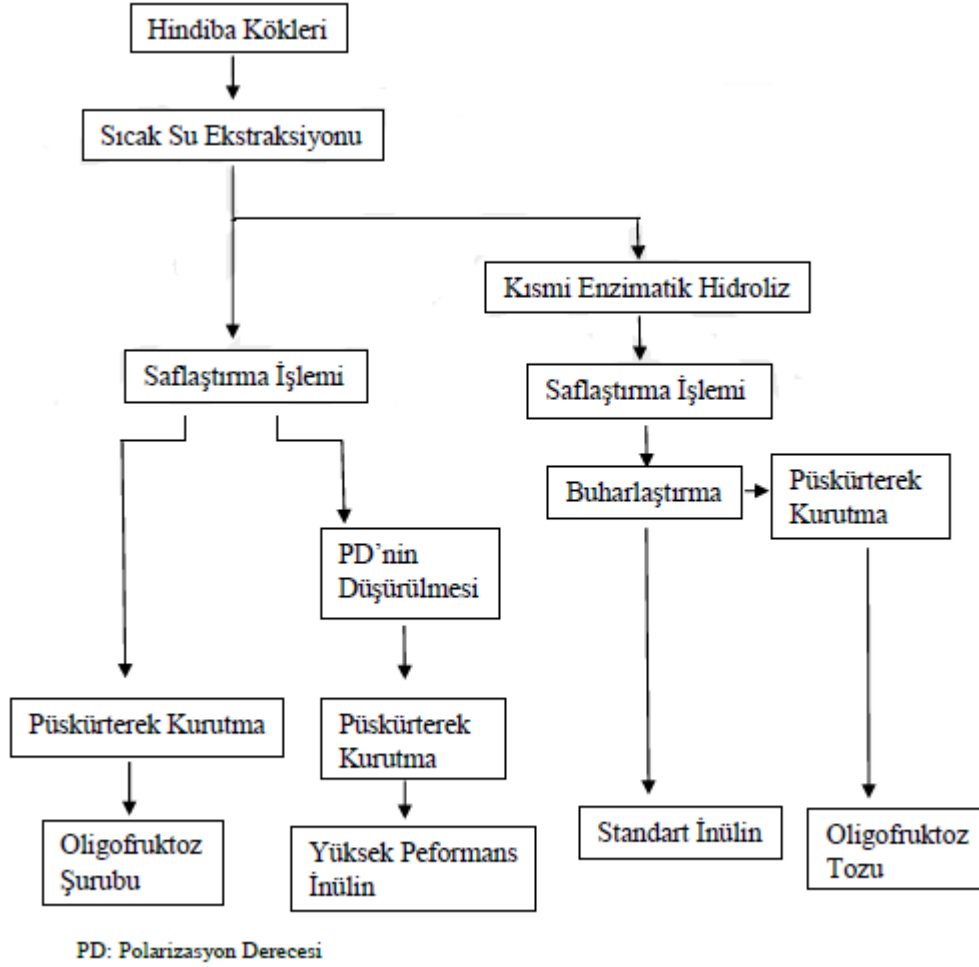 Hindiba Kökleri
Sıcak Su Ekstraksiyonu
Kısmi Enzimatik Hidroliz
Saflaştırma İşlemi
Saflaştırma İşlemi
Buharlaştırma
Püskürterek
Kurutma
PD’nin
Düşürülmesi
Püskürterek Kurutma
Püskürterek
Kurutma
Oligofruktoz
Şurubu
Yüksek Peformans
İnülin
Standart İnülin
Oligofruktoz
Tozu
PD: Polarizasyon Derecesi